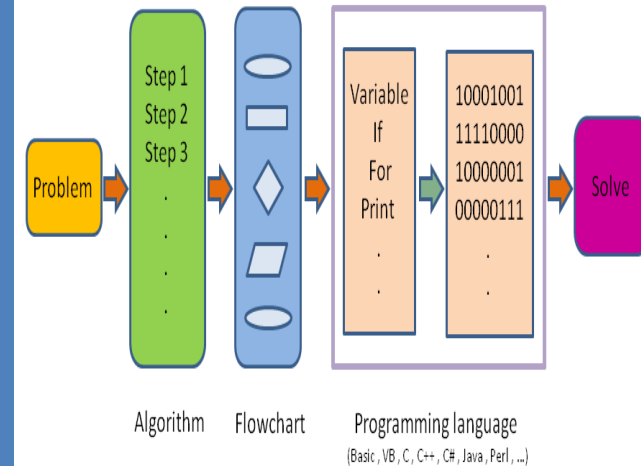 Problem
Step 1
Step 2
Step 3
.
.
.
.
Variable
If
For
Print
.
.
10001001
11110000
10000001
00000111
.
.
Solve
Algorithm
Flowchart
Programming language
(Basic , VB , C , C++ , C# , Java , Perl , ...)